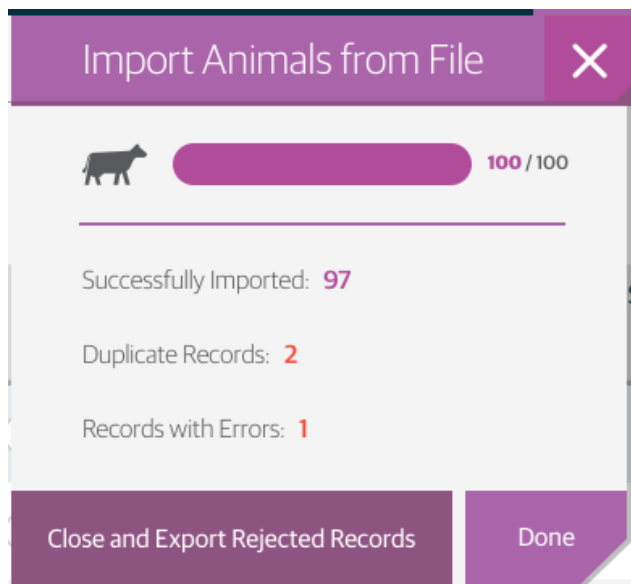 Import Animals from File
100 / 100
Successfully Imported: 97
Duplicate Records: 2
Records with Errors: 1
Close and Export Rejected Records
Done